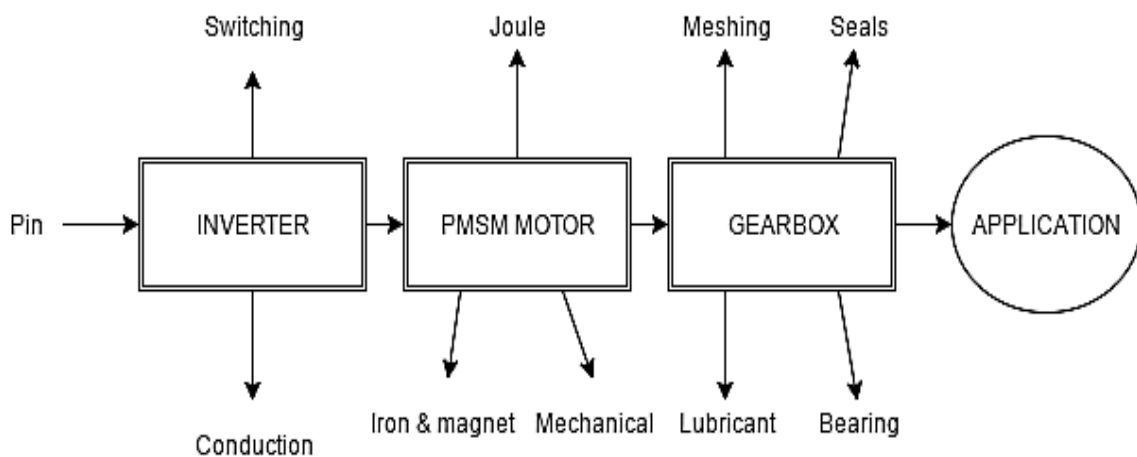 Switching
Joule
Meshing
Seals
Pin
INVERTER
PMSM MOTOR
GEARBOX
APPLICATION
Iron & magnet
Mechanical
Lubricant
Bearing
Conduction